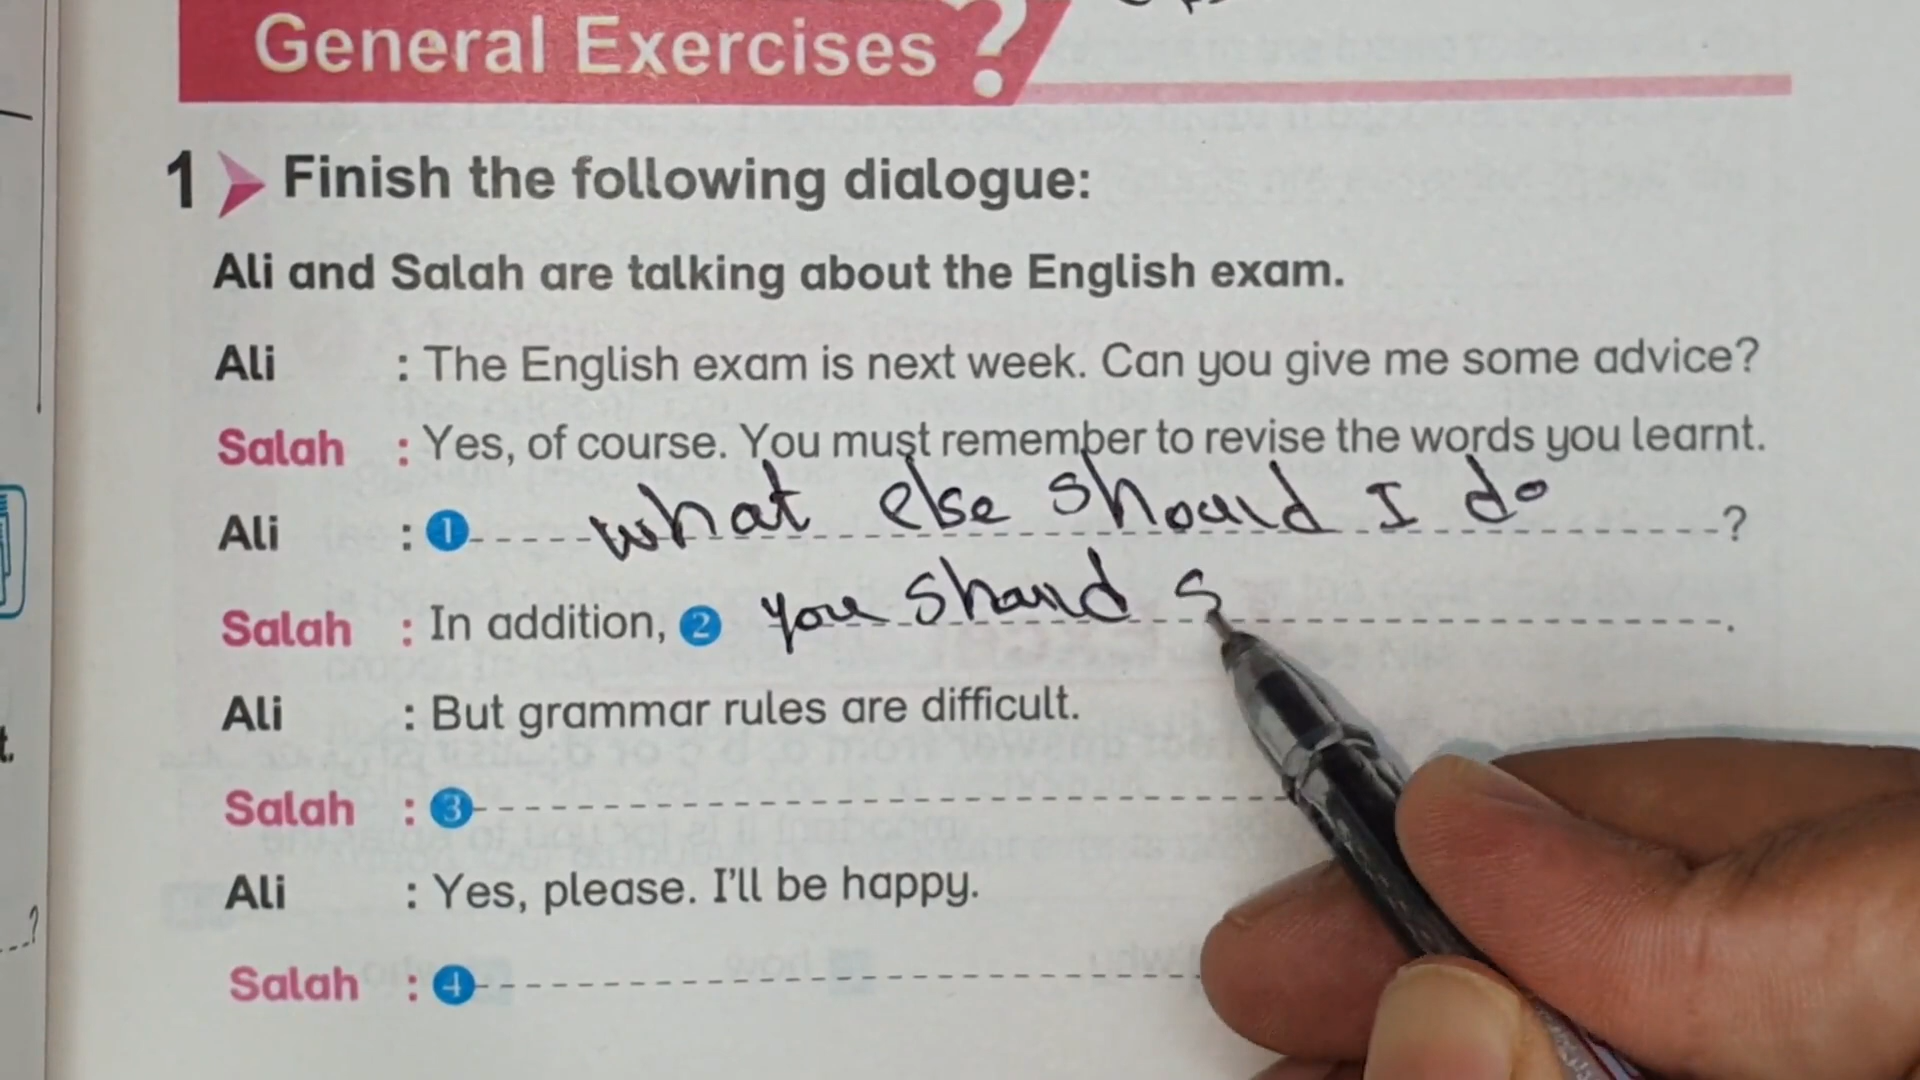 General Exercises ?
1 Finish the following dialogue:
Ali and Salah are talking about the English exam.
Ali : The English exam is next week. Can you give me some advice?
Salah : Yes, of course. You must remember to revise the words you learnt.
Ali : 1 what else should I do ?
Salah : In addition, 2 you should s .
Ali : But grammar rules are difficult.
Salah : 3
Ali : Yes, please. I'll be happy.
Salah : 4